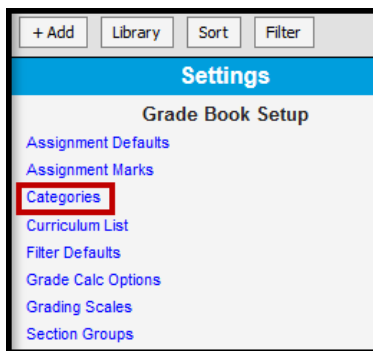 + Add Library Sort Filter
Settings
Grade Book Setup
Assignment Defaults
Assignment Marks
Categories
Curriculum List
Filter Defaults
Grade Calc Options
Grading Scales
Section Groups